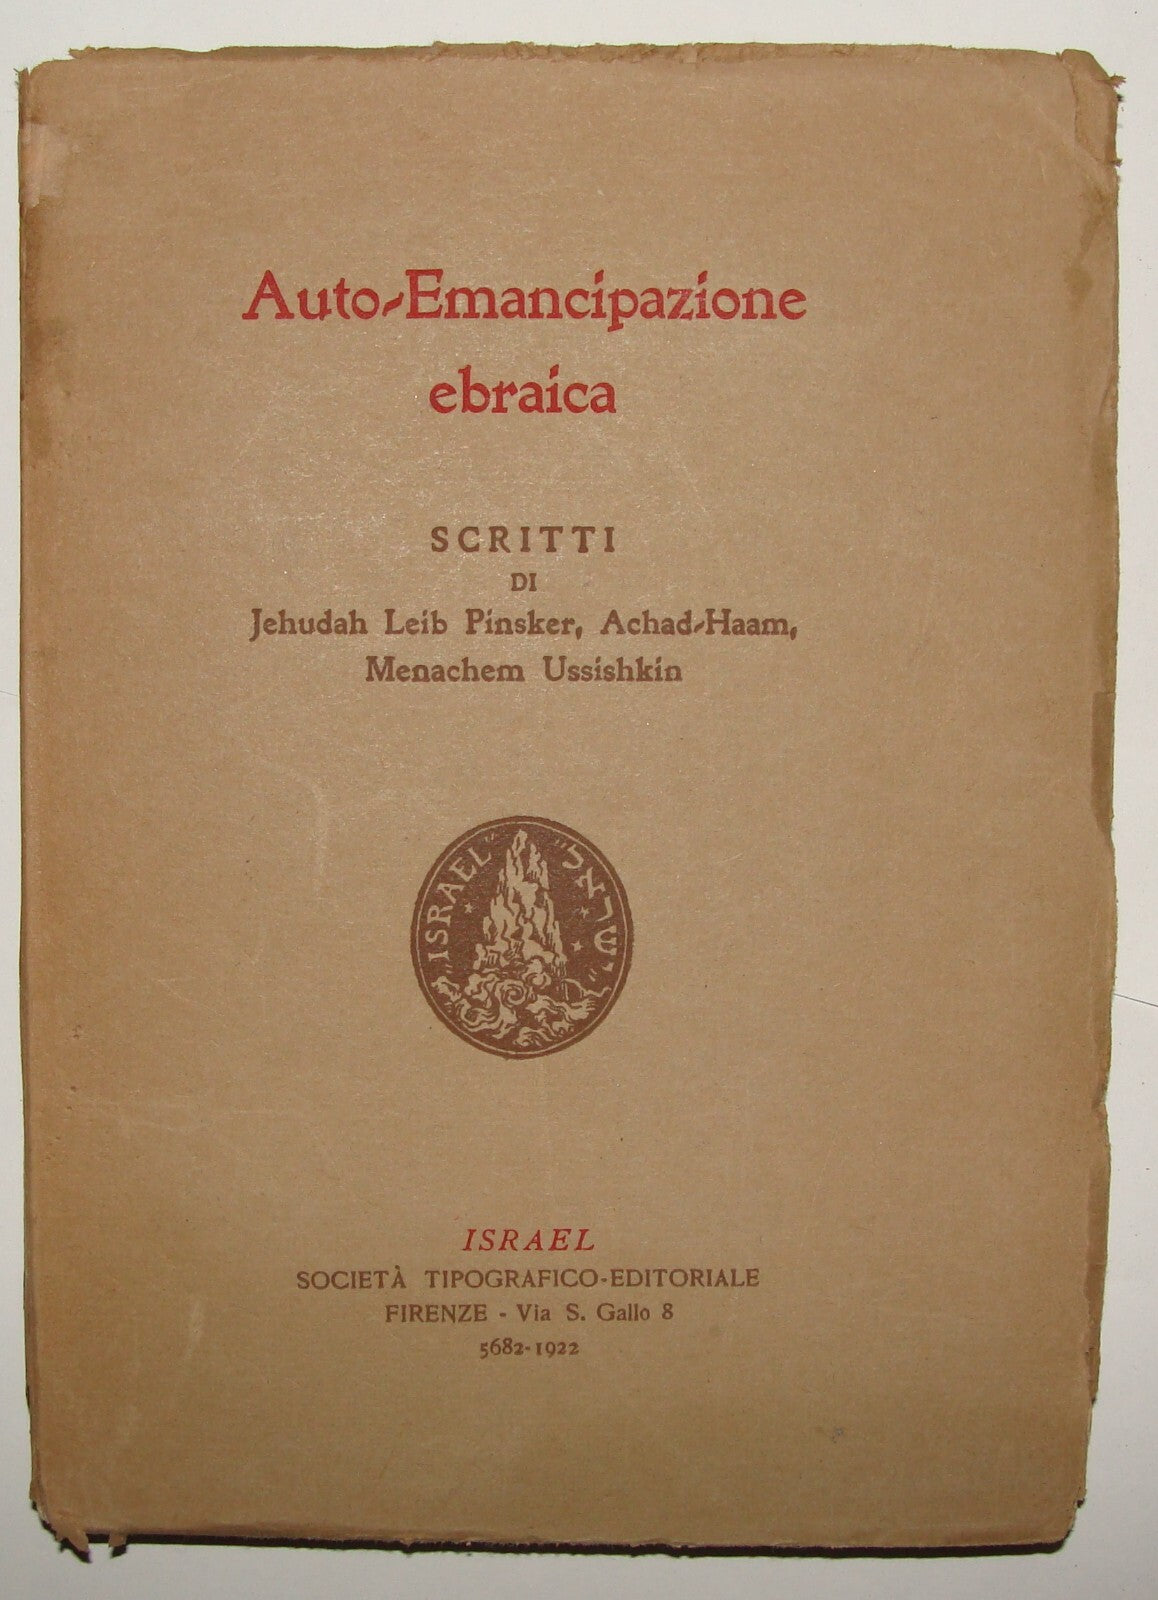 Auto-Emancipazione
ebraica
SCRITTI
DI
Jehudah Leib Pinsker, Achad-Haam,
Menachem Ussishkin
"ISRAEL" "ישראל"
ISRAEL
SOCIETÀ TIPOGRAFICO-EDITORIALE
FIRENZE - Via S. Gallo 8
5682-1922